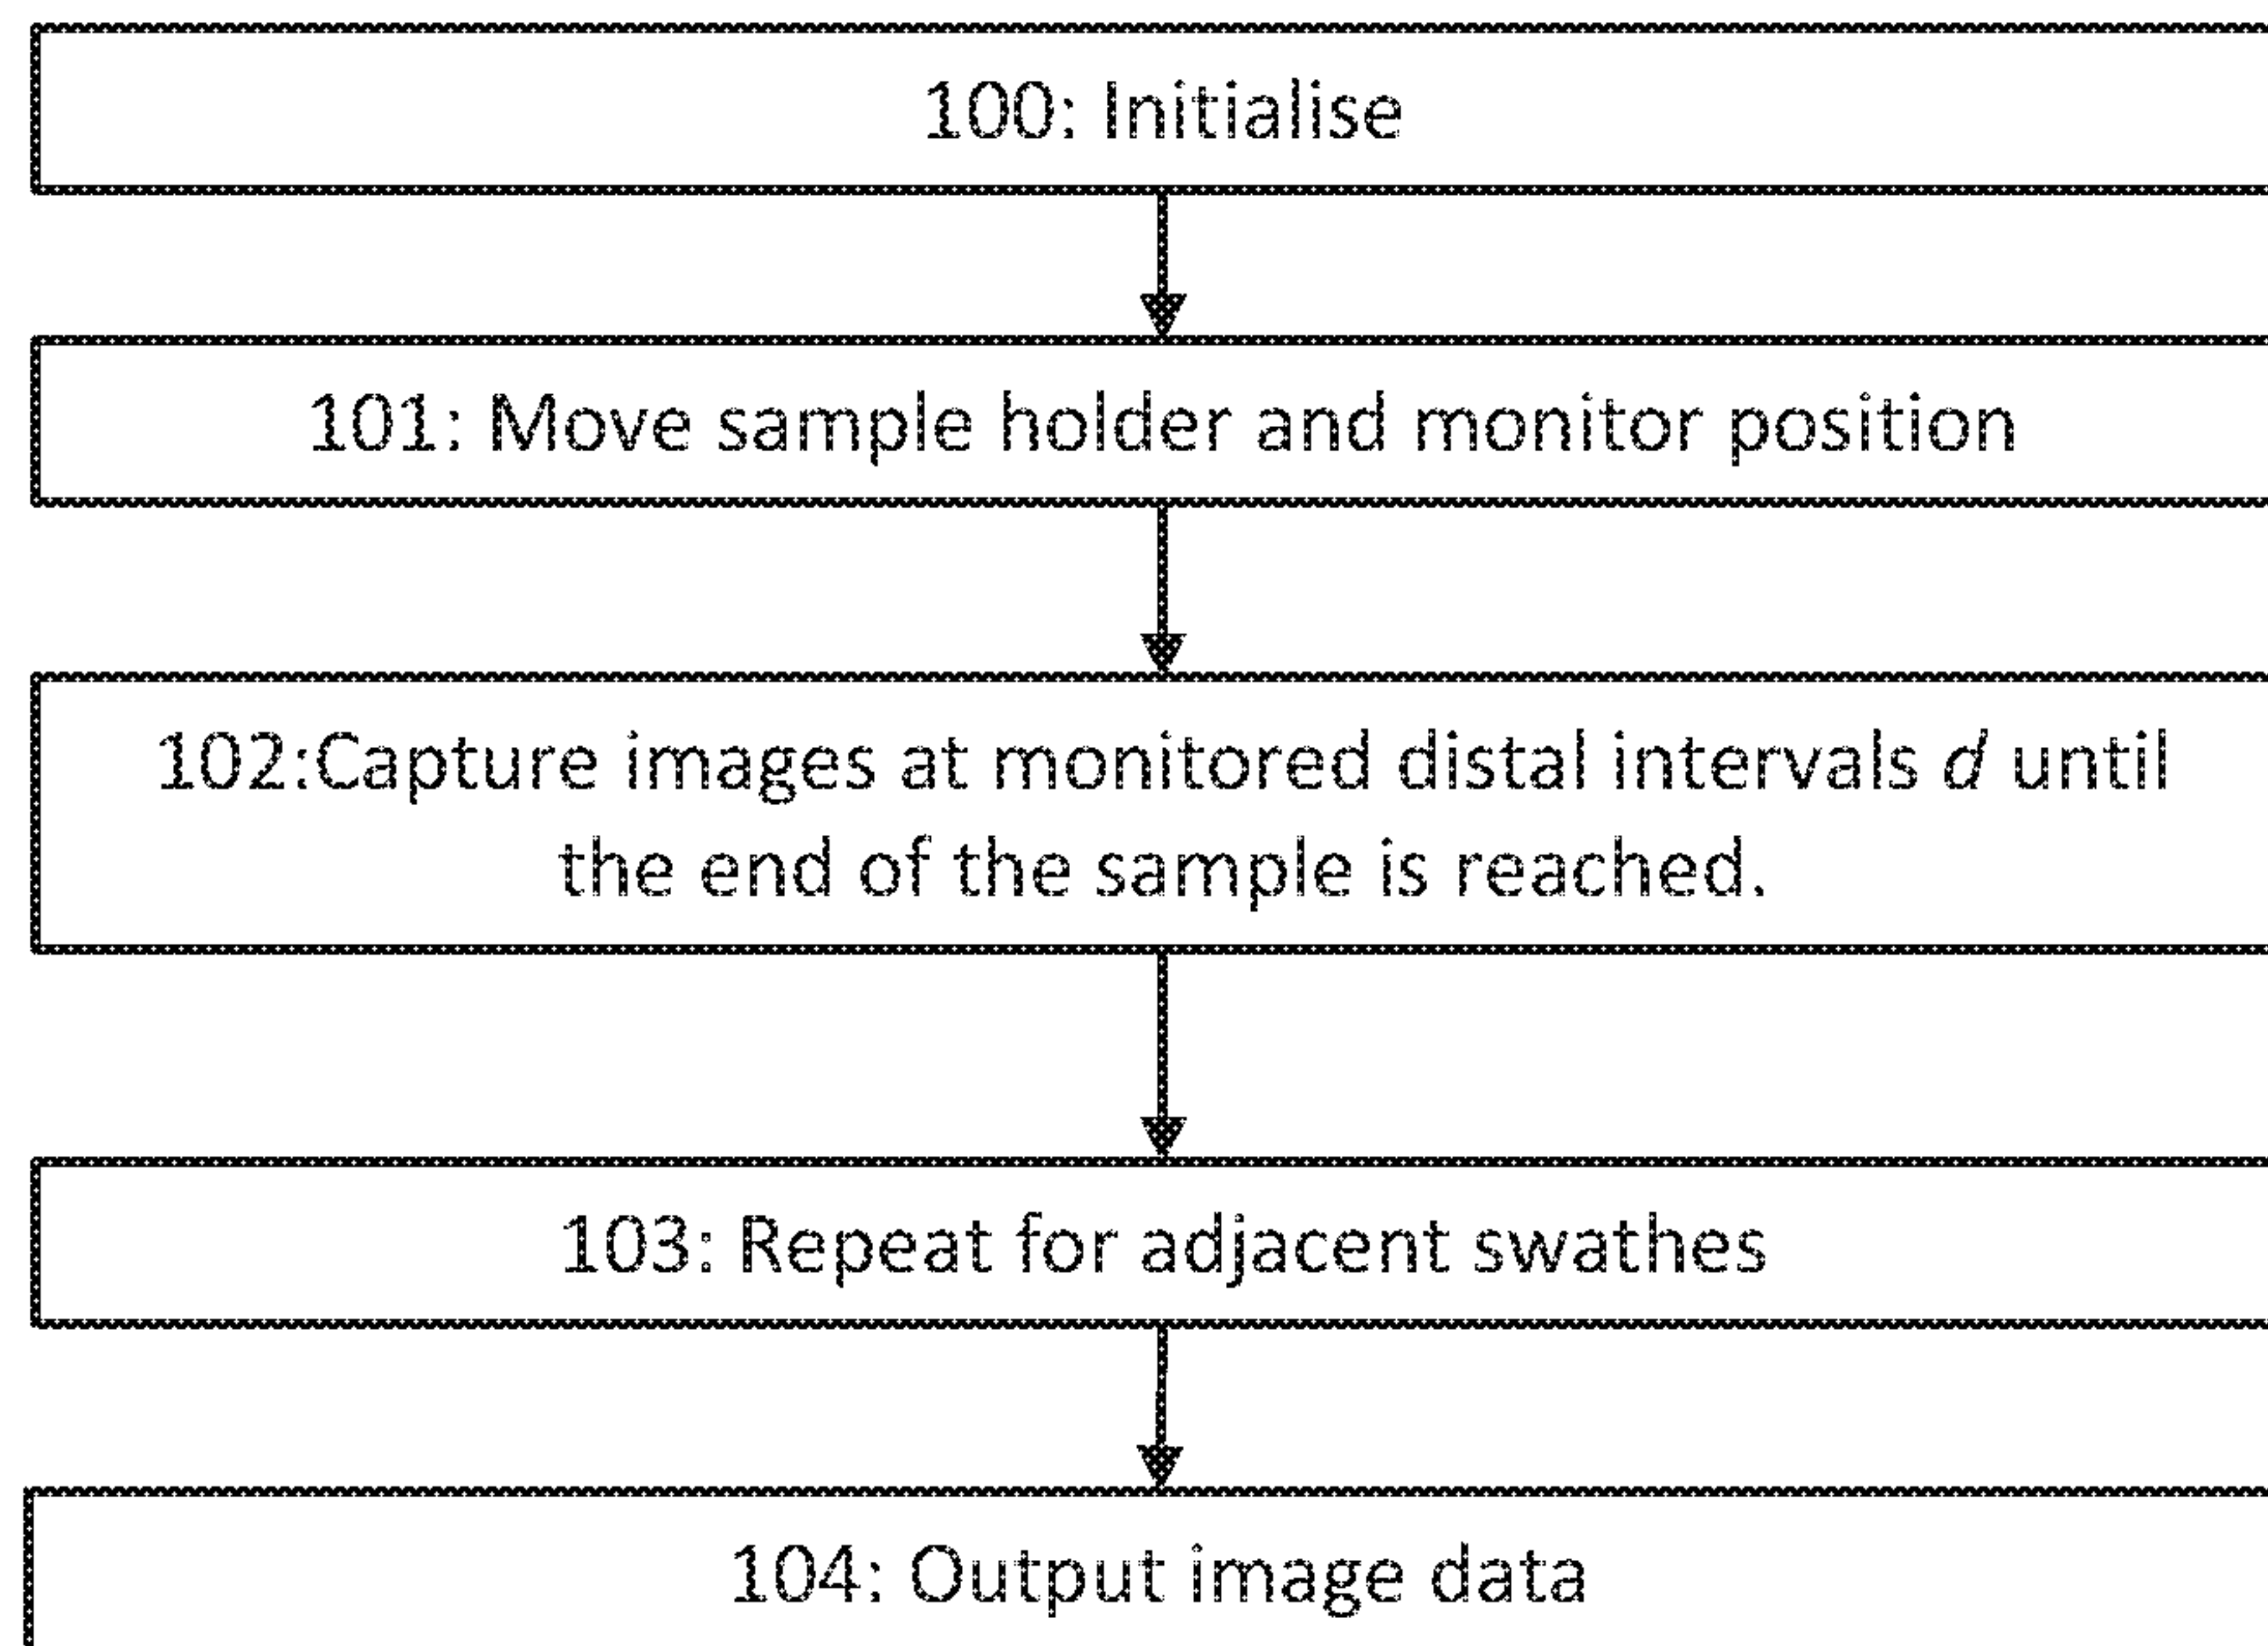 100: Initialise
101: Move sample holder and monitor position
102:Capture images at monitored distal intervals d until
the end of the sample is reached.
103: Repeat for adjacent swathes
104: Output image data